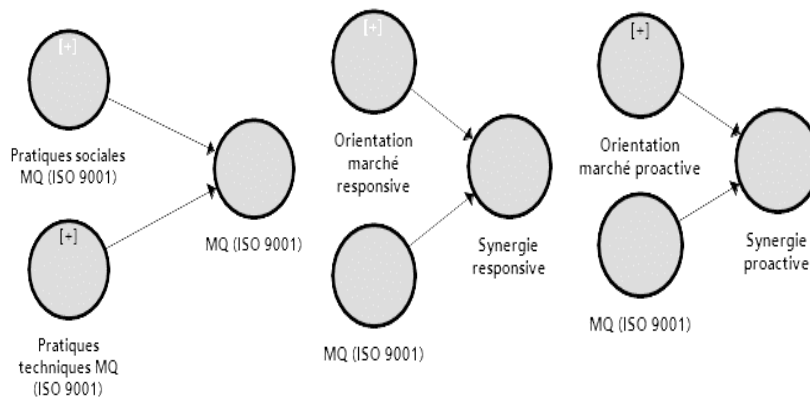 [+]
Pratiques sociales
MQ (ISO 9001)
[+]
Pratiques
techniques MQ
(ISO 9001)
MQ (ISO 9001)
[+]
Orientation
marché
responsive
MQ (ISO 9001)
Synergie
responsive
[+]
Orientation
marché proactive
MQ (ISO 9001)
Synergie
proactive